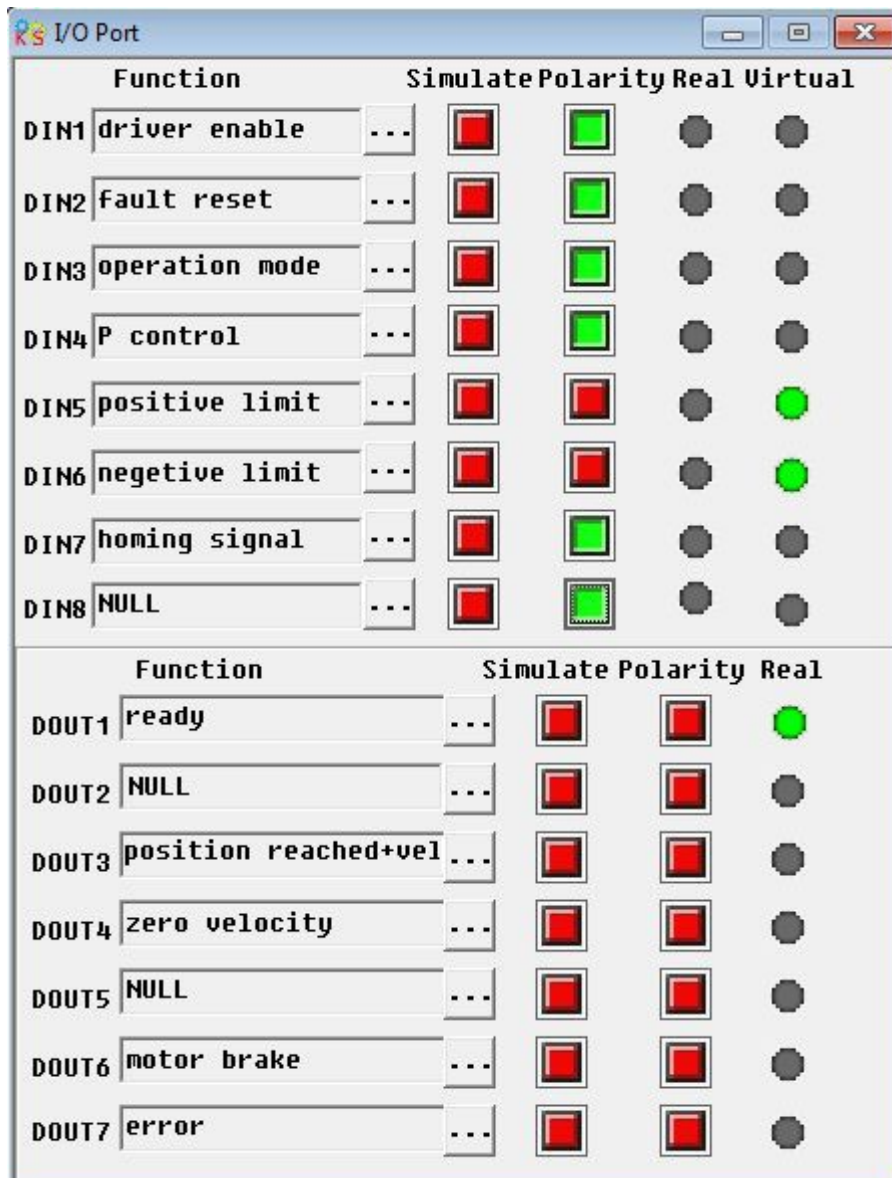 I/O Port
Function Simulate Polarity Real Virtual
DIN1 driver enable ...
DIN2 fault reset ...
DIN3 operation mode ...
DIN4 P control ...
DIN5 positive limit ...
DIN6 negetive limit ...
DIN7 homing signal ...
DIN8 NULL ...
Function Simulate Polarity Real
DOUT1 ready ...
DOUT2 NULL ...
DOUT3 position reached+vel ...
DOUT4 zero velocity ...
DOUT5 NULL ...
DOUT6 motor brake ...
DOUT7 error ...